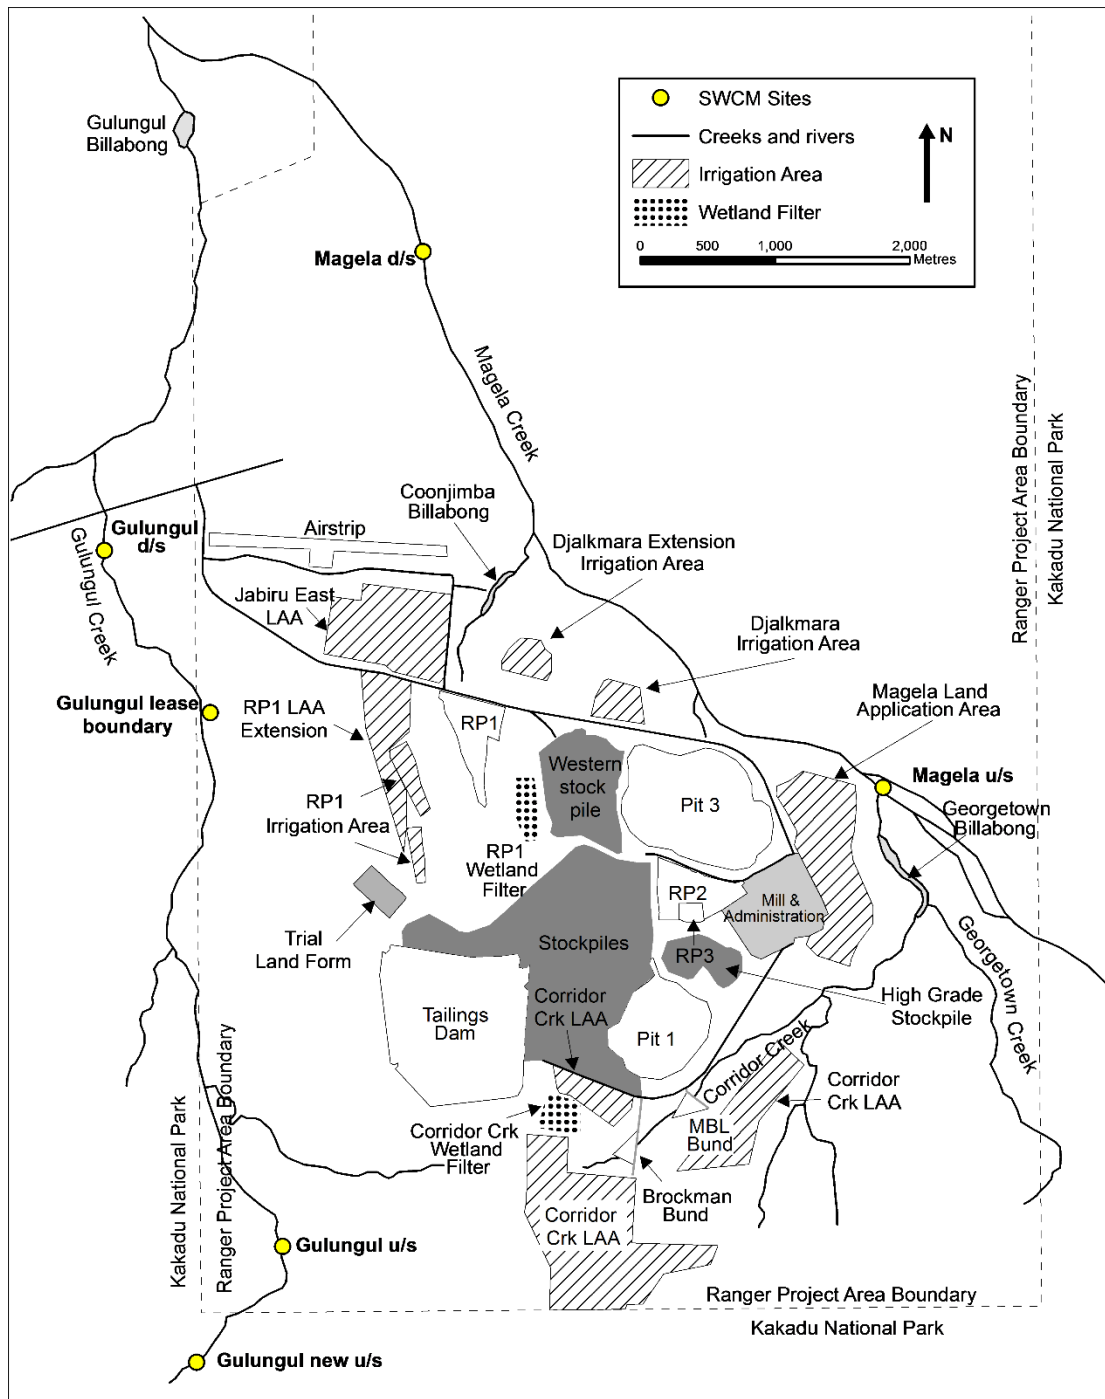 SWCM Sites
Creeks and rivers
Irrigation Area
Wetland Filter
N
0 500 1,000 2,000
Metres
Gulungul
Billabong
Magela d/s
Magela Creek
Ranger Project Area Boundary
Kakadu National Park
Coonjimba
Billabong
Airstrip
Gulungul
d/s
Gulungul Creek
Djalkmara Extension
Irrigation Area
Jabiru East
LAA
Djalkmara
Irrigation Area
Gulungul lease
boundary
RP1 LAA
Extension
RP1
Magela Land
Application Area
Western
stock
pile
Pit 3
Magela u/s
Georgetown
Billabong
RP1
Irrigation Area
RP1
Wetland
Filter
RP2
Mill &
Administration
Trial
Land Form
Stockpiles
RP3
High Grade
Stockpile
Georgetown Creek
Tailings
Dam
Corridor
Crk LAA
Pit 1
Corridor Creek
Corridor
Crk LAA
MBL
Bund
Corridor Crk
Wetland
Filter
Brockman
Bund
Corridor
Crk LAA
Kakadu National Park
Ranger Project Area Boundary
Gulungul u/s
Ranger Project Area Boundary
Kakadu National Park
Gulungul new u/s